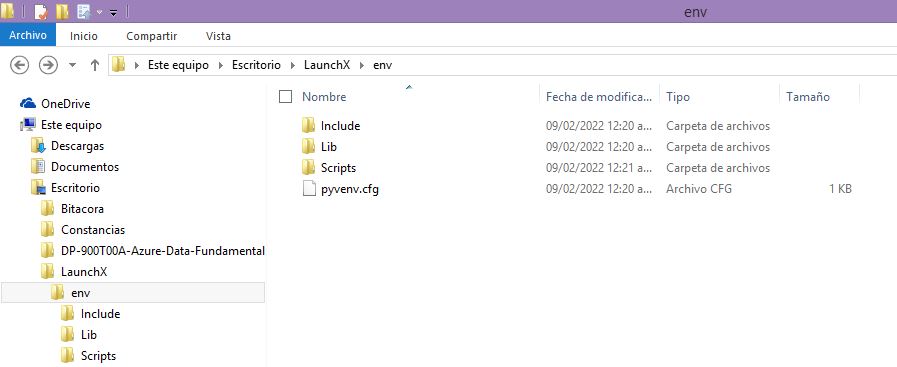 env
Archivo Inicio Compartir Vista
Este equipo Escritorio LaunchX env
Nombre Fecha de modifica... Tipo Tamaño
Include 09/02/2022 12:20 a... Carpeta de archivos
Lib 09/02/2022 12:20 a... Carpeta de archivos
Scripts 09/02/2022 12:21 a... Carpeta de archivos
pyvenv.cfg 09/02/2022 12:20 a... Archivo CFG 1 KB
OneDrive
Este equipo
Descargas
Documentos
Escritorio
Bitacora
Constancias
DP-900T00A-Azure-Data-Fundamental
LaunchX
env
Include
Lib
Scripts